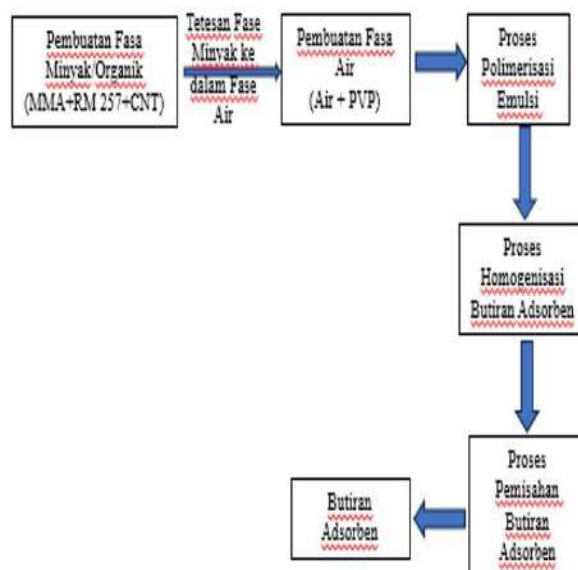 Pembuatan Fasa
Minyak/Organik
(MMA+RM 257+CNT)
Tetesan Fase
Minyak ke
dalam Fase
Air
Pembuatan Fasa
Air
(Air + PVP)
Proses
Polimerisasi
Emulsi
Proses
Homogenisasi
Butiran Adsorben
Proses
Pemisahan
Butiran
Adsorben
Butiran
Adsorben